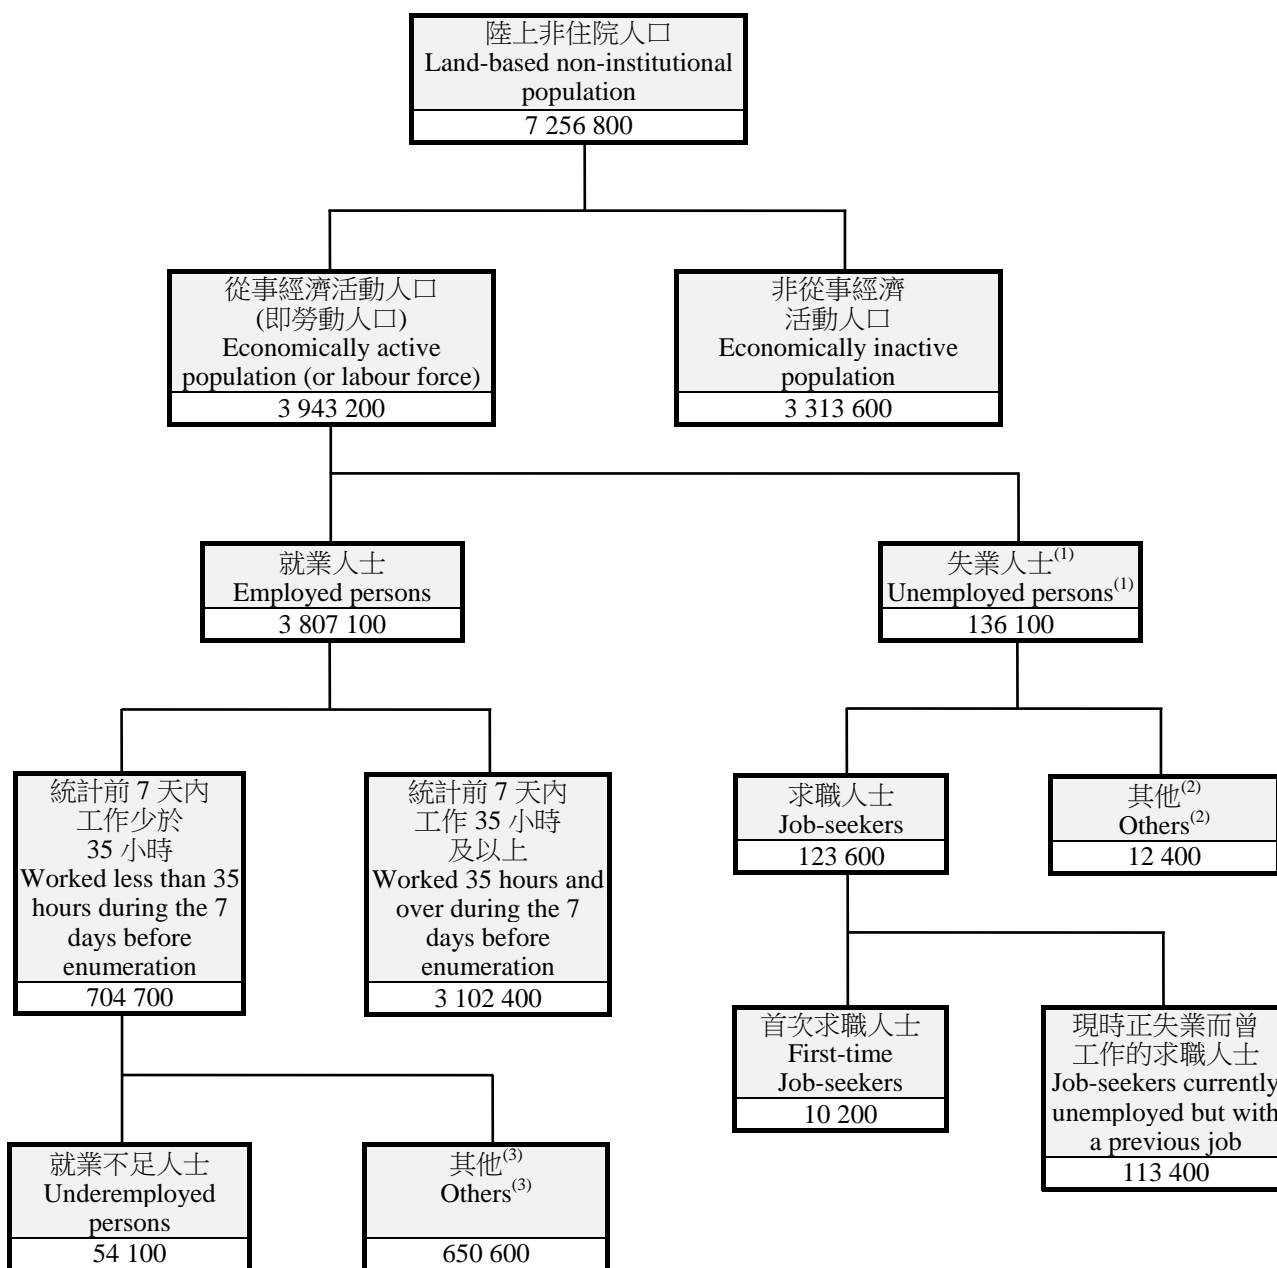 陸上非住院人口
Land-based non-institutional
population
7 256 800
從事經濟活動人口
(即勞動人口)
Economically active
population (or labour force)
3 943 200
非從事經濟
活動人口
Economically inactive
population
3 313 600
就業人士
Employed persons
3 807 100
失業人士(1)
Unemployed persons(1)
136 100
統計前 7 天內
工作少於
35 小時
Worked less than 35
hours during the 7
days before
enumeration
704 700
統計前 7 天內
工作 35 小時
及以上
Worked 35 hours and
over during the 7
days before
enumeration
3 102 400
求職人士
Job-seekers
123 600
其他(2)
Others(2)
12 400
首次求職人士
First-time
Job-seekers
10 200
現時正失業而曾
工作的求職人士
Job-seekers currently
unemployed but with
a previous job
113 400
就業不足人士
Underemployed
persons
54 100
其他(3)
Others(3)
650 600